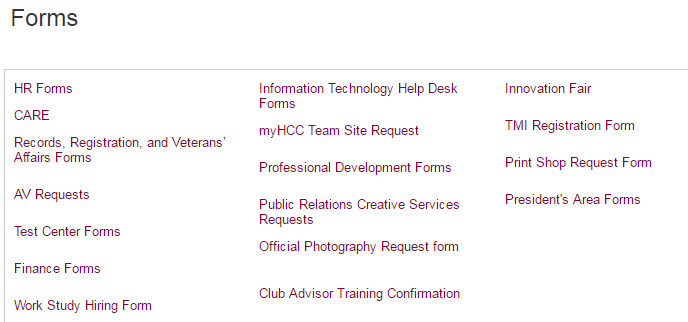 Forms
HR Forms
CARE
Records, Registration, and Veterans’
Affairs Forms
AV Requests
Test Center Forms
Finance Forms
Work Study Hiring Form
Information Technology Help Desk
Forms
myHCC Team Site Request
Professional Development Forms
Public Relations Creative Services
Requests
Official Photography Request form
Club Advisor Training Confirmation
Innovation Fair
TMI Registration Form
Print Shop Request Form
President's Area Forms